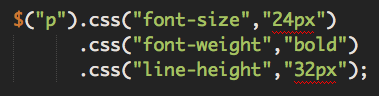 $("p").css("font-size","24px")
.css("font-weight","bold")
.css("line-height","32px");